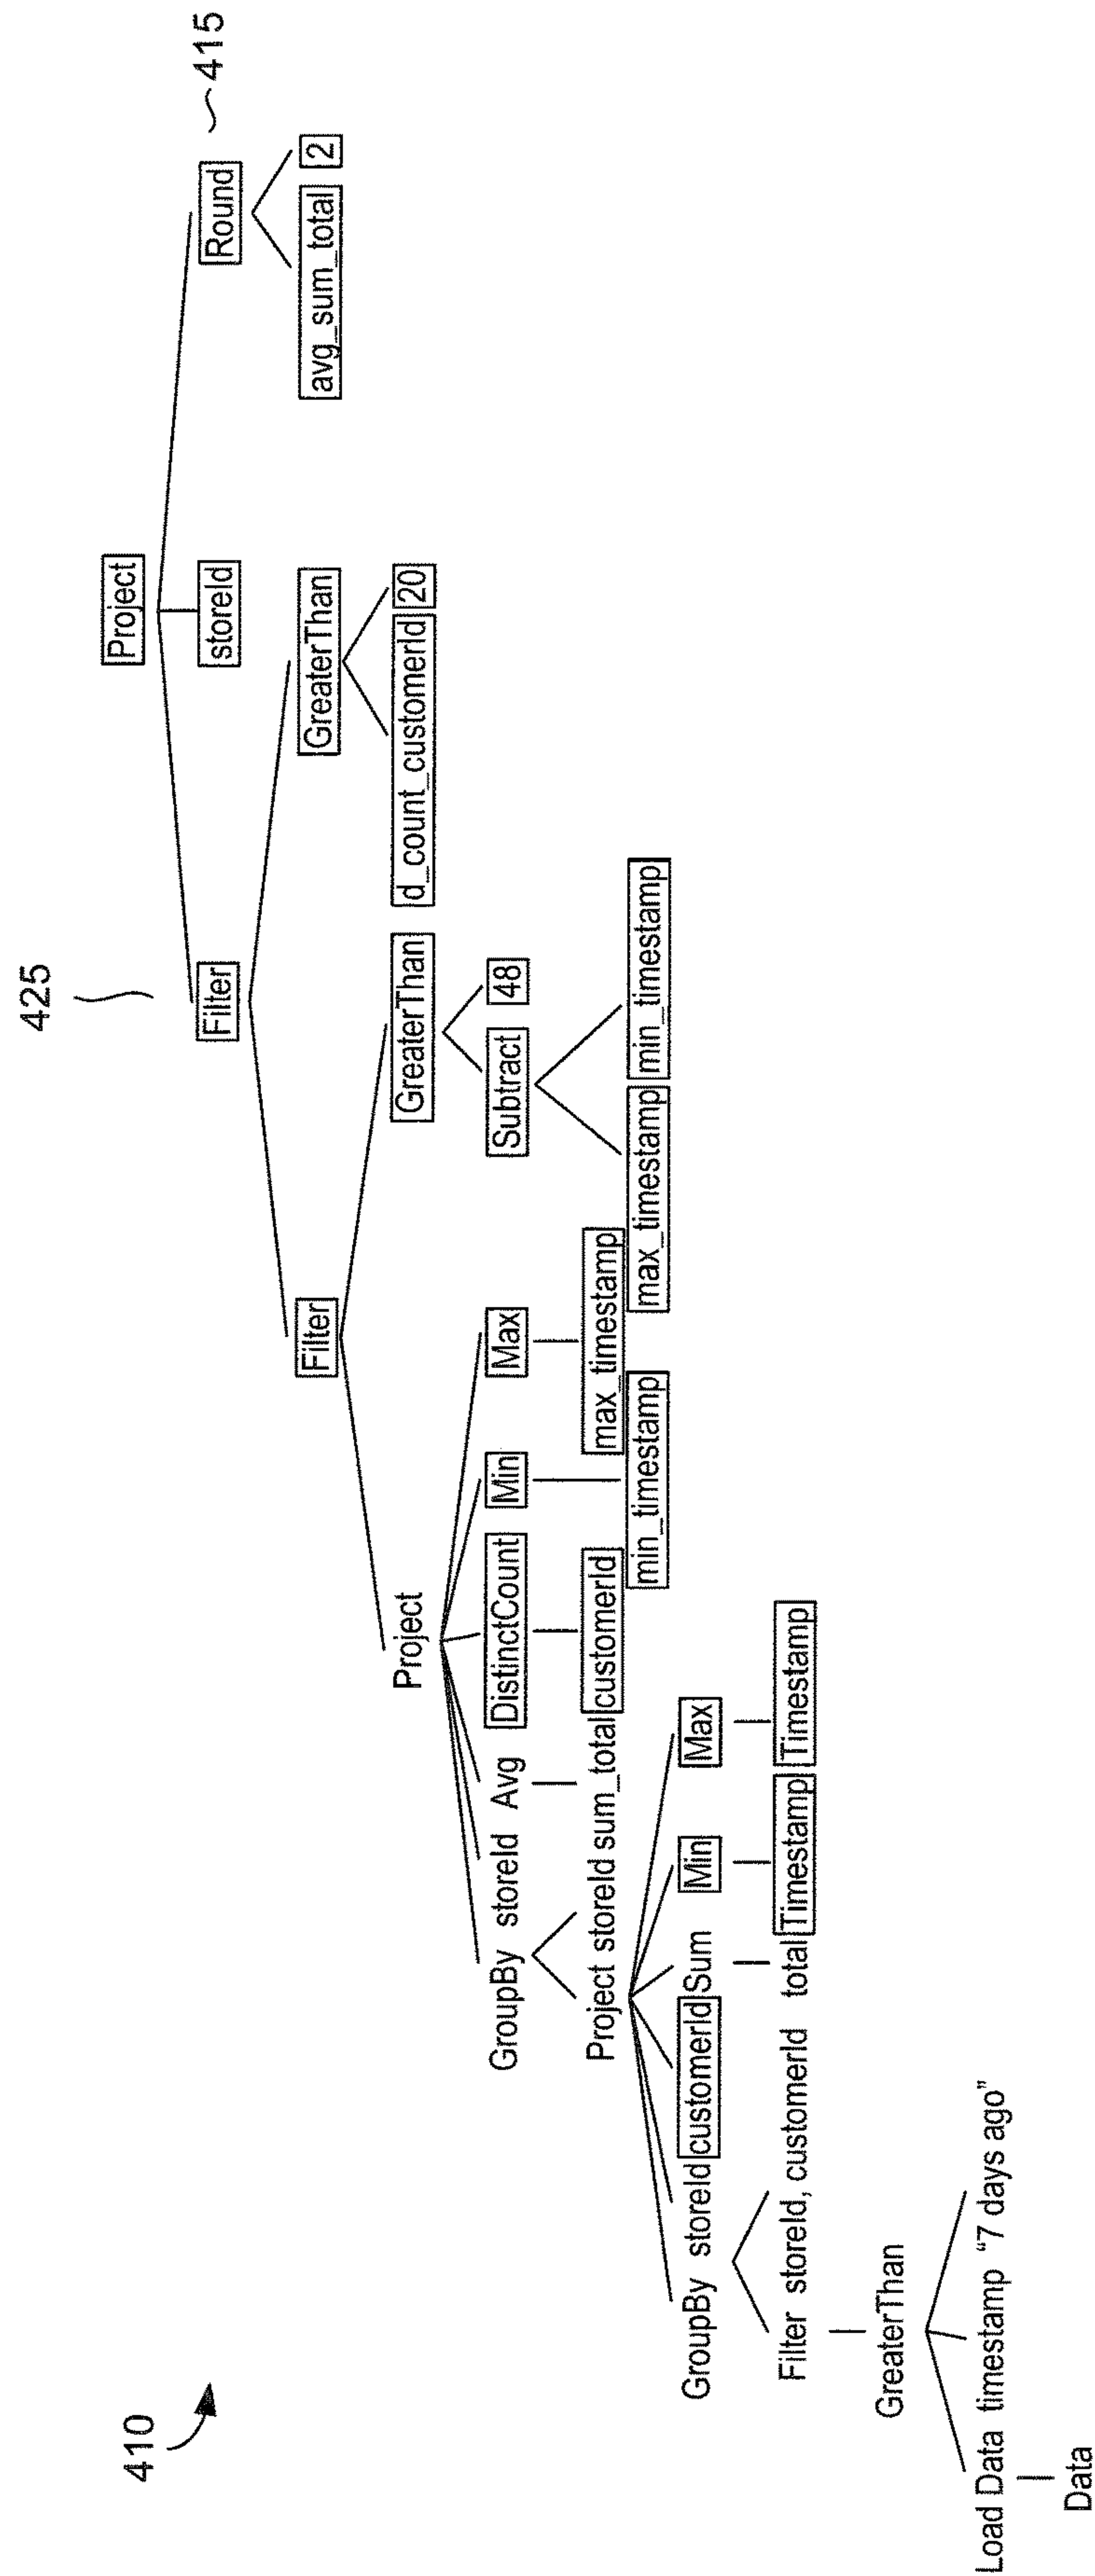 410
425
Project
Filter
storeId
Round
415
Filter
GreaterThan
avg_sum_total
2
Project
GreaterThan
d_count_customerId
20
GroupBy
storeId
Avg
DistinctCount
Min
Max
Subtract
48
Project
storeId
sum_total
customerId
max_timestamp
min_timestamp
max_timestamp
min_timestamp
GroupBy
storeId
customerId
Sum
Min
Max
Filter
storeId, customerId
total
Timestamp
Timestamp
GreaterThan
Load Data
timestamp
“7 days ago”
Data